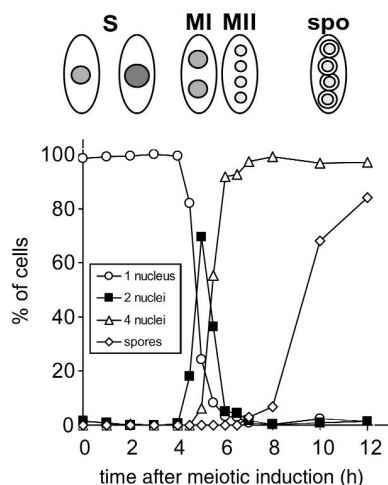 S MI MII spo
100
80
60
40
20
0
% of cells
1 nucleus
2 nuclei
4 nuclei
spores
0 2 4 6 8 10 12
time after meiotic induction (h)